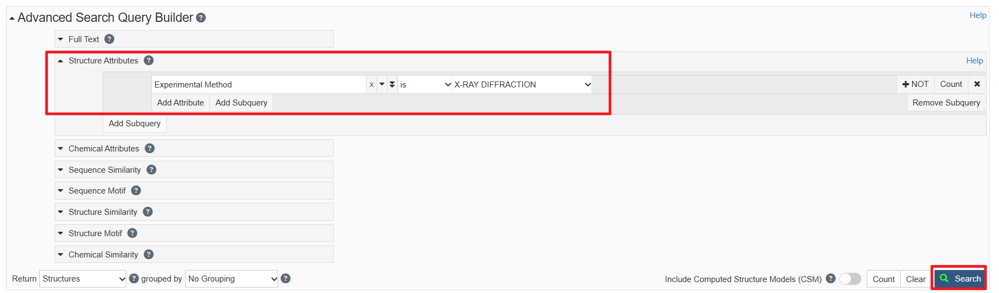 Advanced Search Query Builder ? Help
Full Text ?
Structure Attributes ? Help
Experimental Method x is X-RAY DIFFRACTION NOT Count
Add Attribute Add Subquery Remove Subquery
Add Subquery
Chemical Attributes ?
Sequence Similarity ?
Sequence Motif ?
Structure Similarity ?
Structure Motif ?
Chemical Similarity ?
Return Structures ? grouped by No Grouping ? Include Computed Structure Models (CSM) ? Count Clear Search